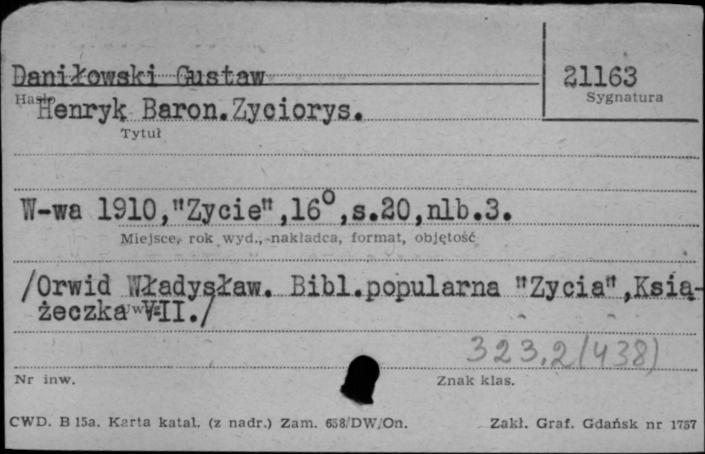 Daniłowski Gustaw
21163
Hasło
Sygnatura
Henryk Baron.Zyciorys.
Tytuł
W-wa 1910,"Zycie",16°,s.20,nlb.3.
Miejsce, rok wyd., nakładca, format, objętość
/Orwid Władysław. Bibl.popularna "Zycia",Ksią-
żeczka VII./
323.2(438)
Nr inw.
Znak klas.
CWD. B 15a. Karta katal. (z nadr.) Zam. 658/DW/On.
Zakł. Graf. Gdańsk nr 1757